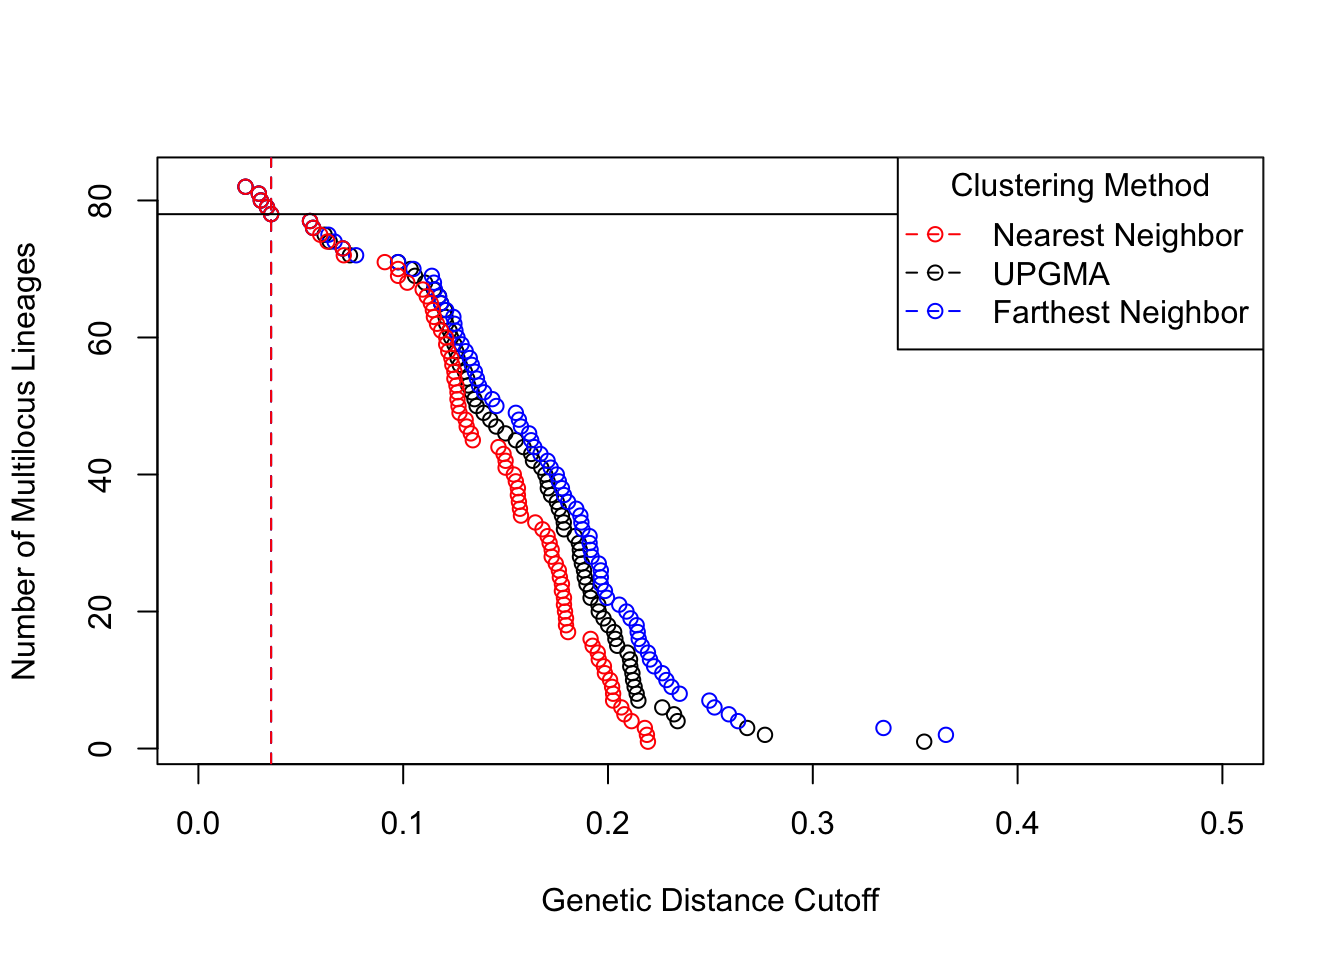 Clustering Method
Nearest Neighbor
UPGMA
Farthest Neighbor
Number of Multilocus Lineages
80
60
40
20
0
0.0 0.1 0.2 0.3 0.4 0.5
Genetic Distance Cutoff